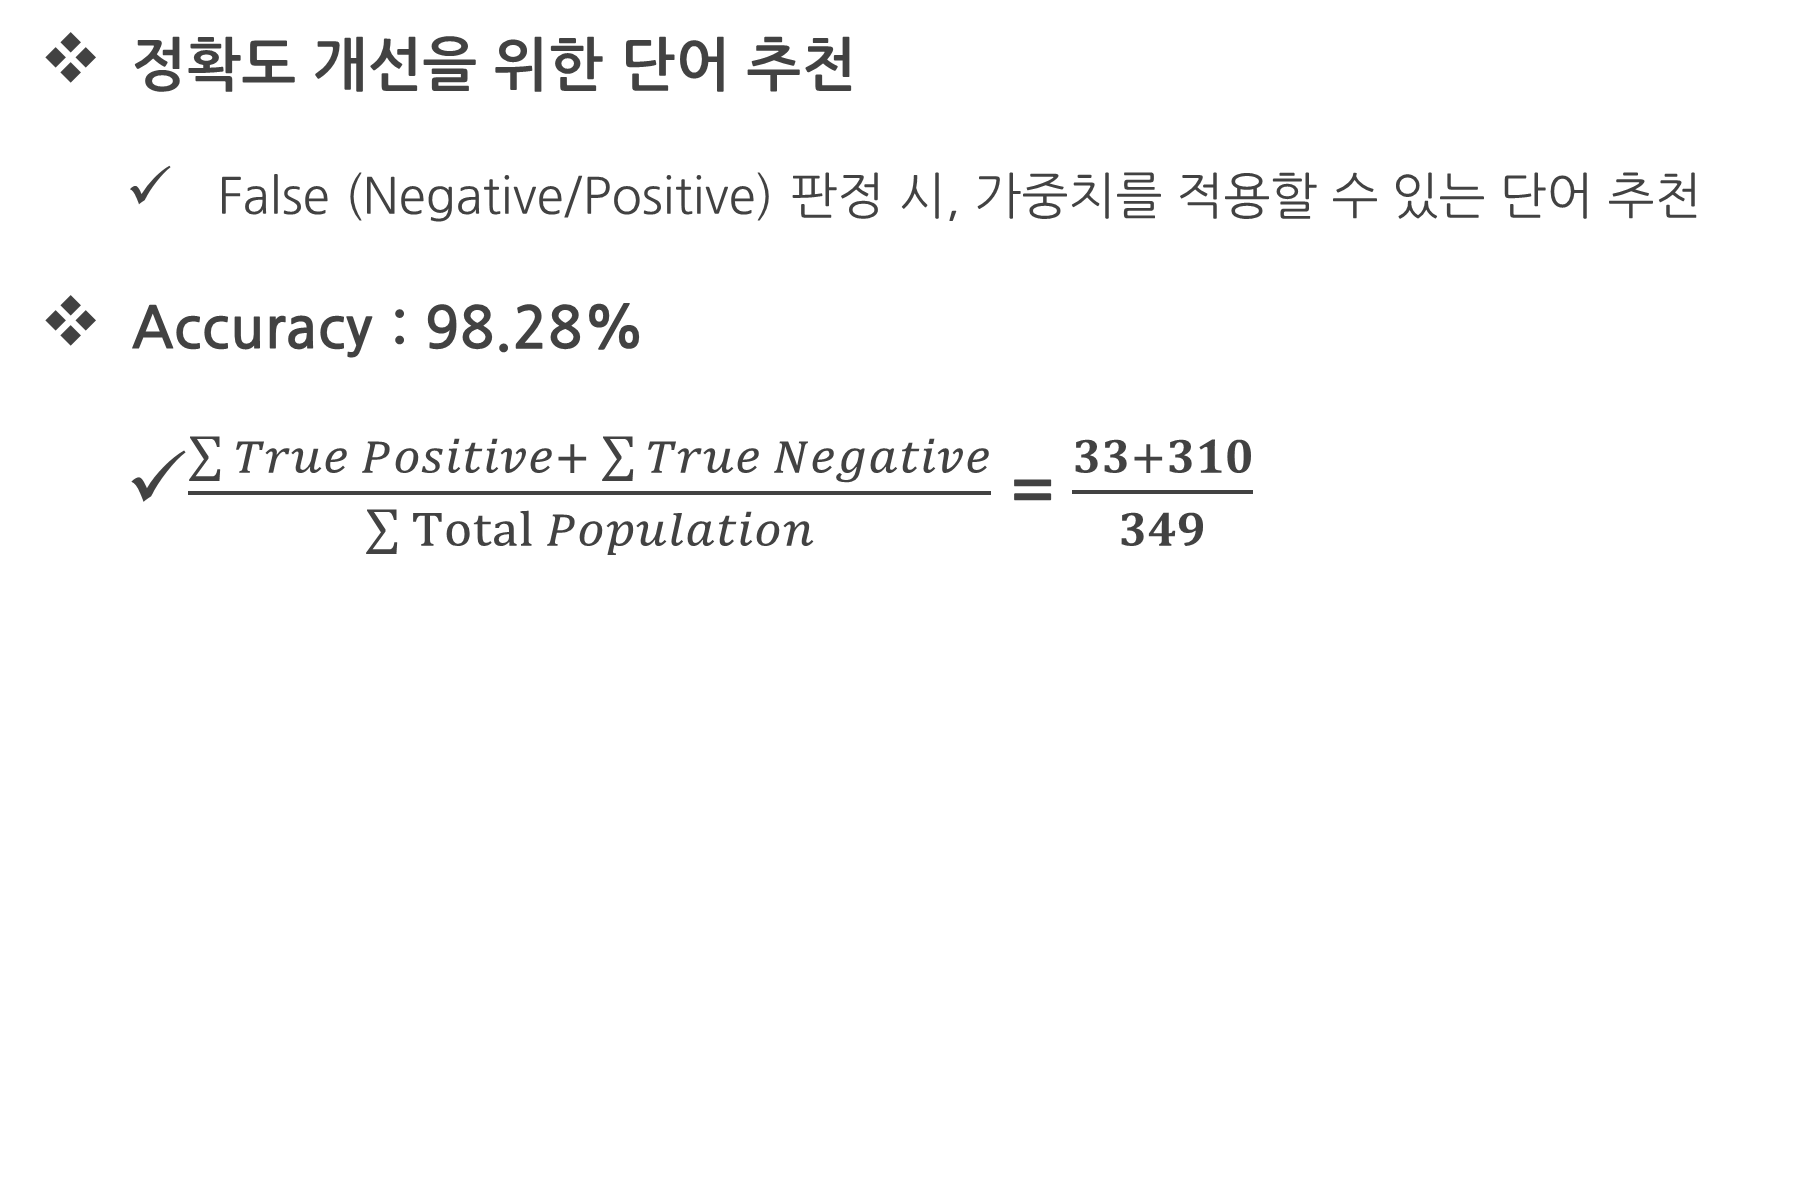 ❖ 정확도 개선을 위한 단어 추천
✓ False (Negative/Positive) 판정 시, 가중치를 적용할 수 있는 단어 추천
❖ Accuracy : 98.28%
✓ ∑ True Positive+ ∑ True Negative / ∑ Total Population = 33+310 / 349